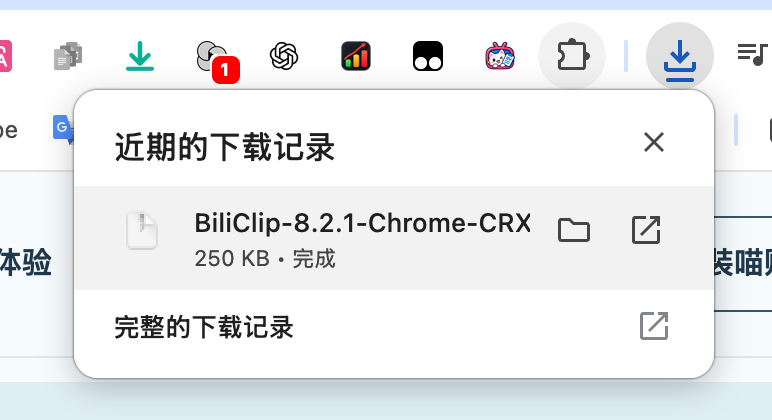 1
be
近期的下载记录
BiliClip-8.2.1-Chrome-CRX
250 KB • 完成
体验
装喵
完整的下载记录